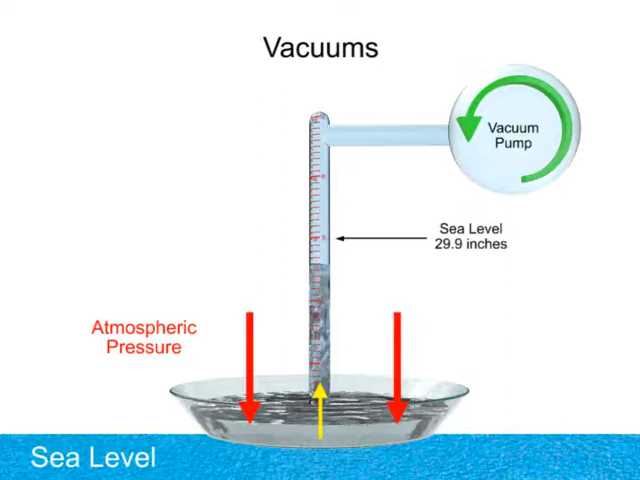 Vacuums
Vacuum
Pump
Sea Level
29.9 inches
Atmospheric
Pressure
Sea Level